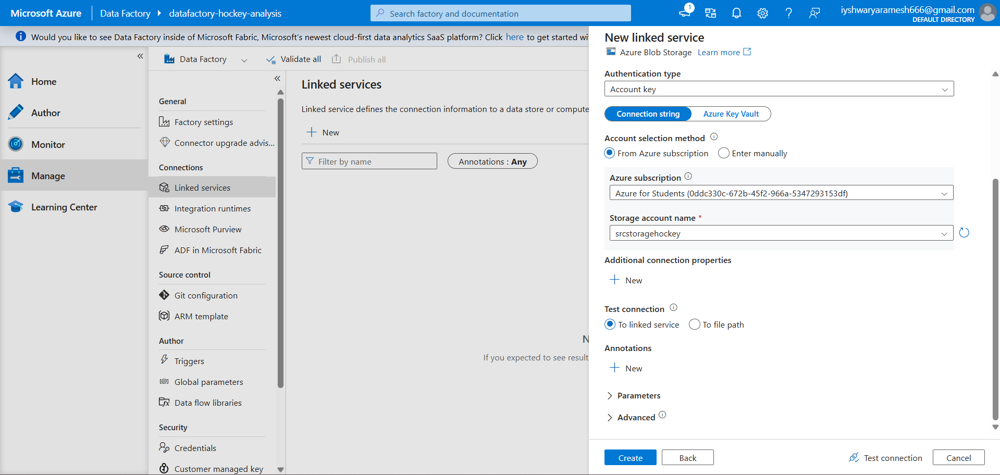 Microsoft Azure
Data Factory
datafactory-hockey-analysis
Search factory and documentation
1
iyshwaryaramesh666@gmail.com
DEFAULT DIRECTORY
Would you like to see Data Factory inside of Microsoft Fabric, Microsoft's newest cloud-first data analytics SaaS platform? Click here to get started wi
Home
Author
Monitor
Manage
Learning Center
Data Factory
Validate all
Publish all
General
Factory settings
Connector upgrade advis...
Connections
Linked services
Integration runtimes
Microsoft Purview
ADF in Microsoft Fabric
Source control
Git configuration
ARM template
Author
Triggers
Global parameters
Data flow libraries
Security
Credentials
Customer managed key
Linked services
Linked service defines the connection information to a data store or compute
New
Filter by name
Annotations : Any
N
If you expected to see result
New linked service
Azure Blob Storage Learn more
Authentication type
Account key
Connection string
Azure Key Vault
Account selection method
From Azure subscription
Enter manually
Azure subscription
Azure for Students (0ddc330c-672b-45f2-966a-5347293153df)
Storage account name *
srcstoragehockey
Additional connection properties
New
Test connection
To linked service
To file path
Annotations
New
Parameters
Advanced
Create
Back
Test connection
Cancel